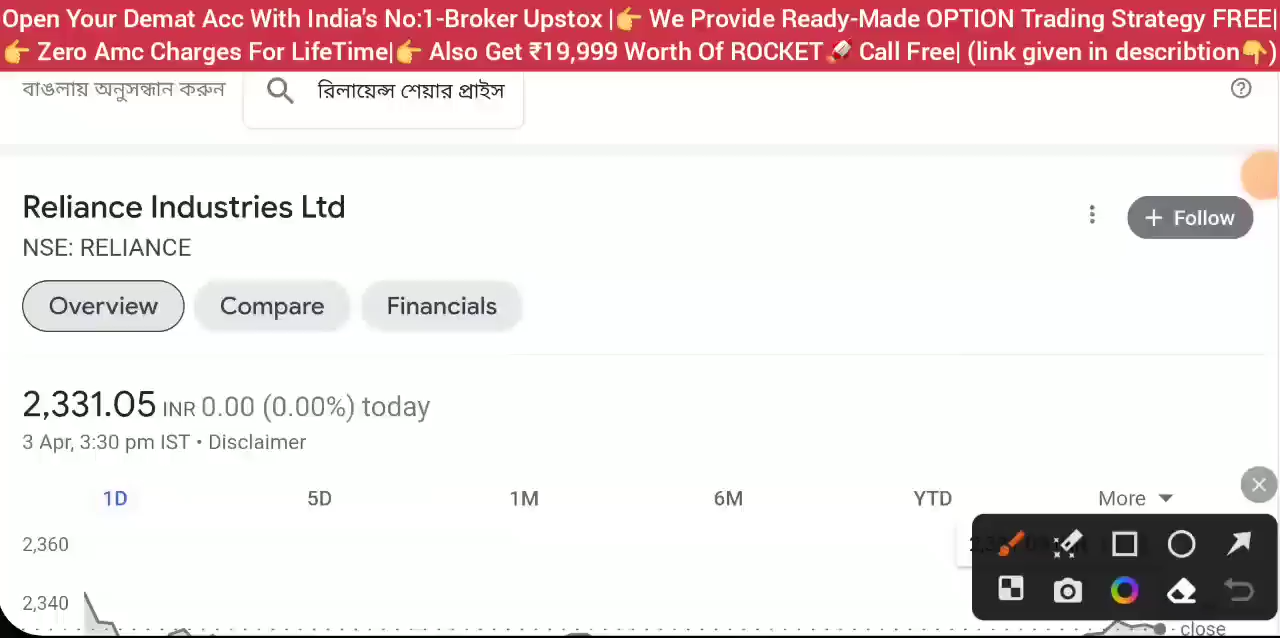 Open Your Demat Acc With India's No:1-Broker Upstox |👉 We Provide Ready-Made OPTION Trading Strategy FREE|
👉 Zero Amc Charges For LifeTime|👉 Also Get ₹19,999 Worth Of ROCKET🚀 Call Free| (link given in describtion👇)
বাঙলায় অনুসন্ধান করুন রিলায়েন্স শেয়ার প্রাইস
Reliance Industries Ltd
+ Follow
NSE: RELIANCE
Overview Compare Financials
2,331.05 INR 0.00 (0.00%) today
3 Apr, 3:30 pm IST • Disclaimer
1D 5D 1M 6M YTD More
2,360
2,340
close